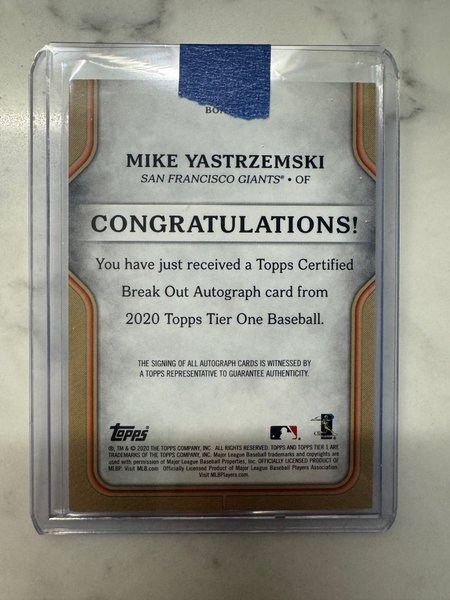 MIKE YASTRZEMSKI
SAN FRANCISCO GIANTS® • OF
CONGRATULATIONS!
You have just received a Topps Certified
Break Out Autograph card from
2020 Topps Tier One Baseball.
THE SIGNING OF ALL AUTOGRAPH CARDS IS WITNESSED BY
A TOPPS REPRESENTATIVE TO GUARANTEE AUTHENTICITY.
topps
®, TM & © 2020 THE TOPPS COMPANY, INC. ALL RIGHTS RESERVED. TOPPS AND TOPPS TIER 1 ARE
TRADEMARKS OF THE TOPPS COMPANY, INC. Major League Baseball trademarks and copyrights are
used with permission of Major League Baseball Properties, Inc. OFFICIALLY LICENSED PRODUCT OF
MLBP. Visit MLB.com Officially Licensed Product of Major League Baseball Players Association.
Visit MLBPlayers.com